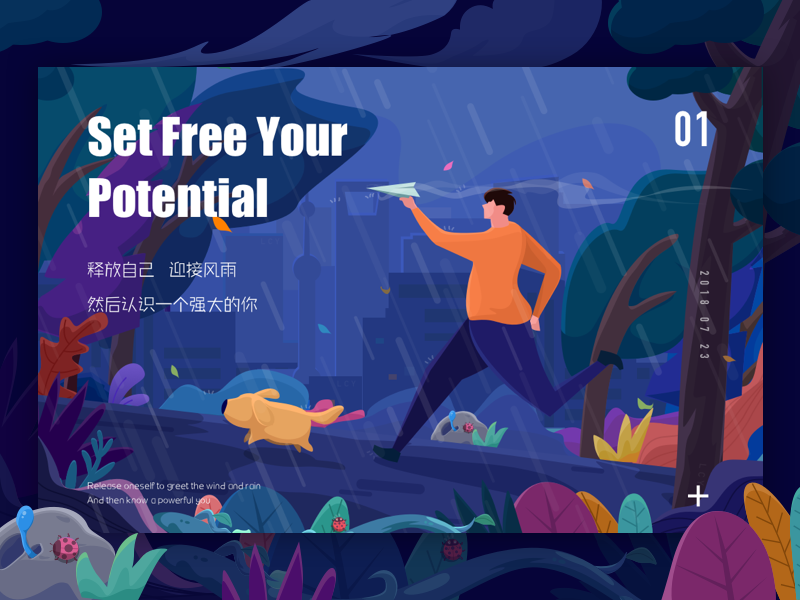 Set Free Your
Potential
01
释放自己 迎接风雨
然后认识一个强大的你
2018 07 23
Release oneself to greet the wind and rain
And then know a powerful you